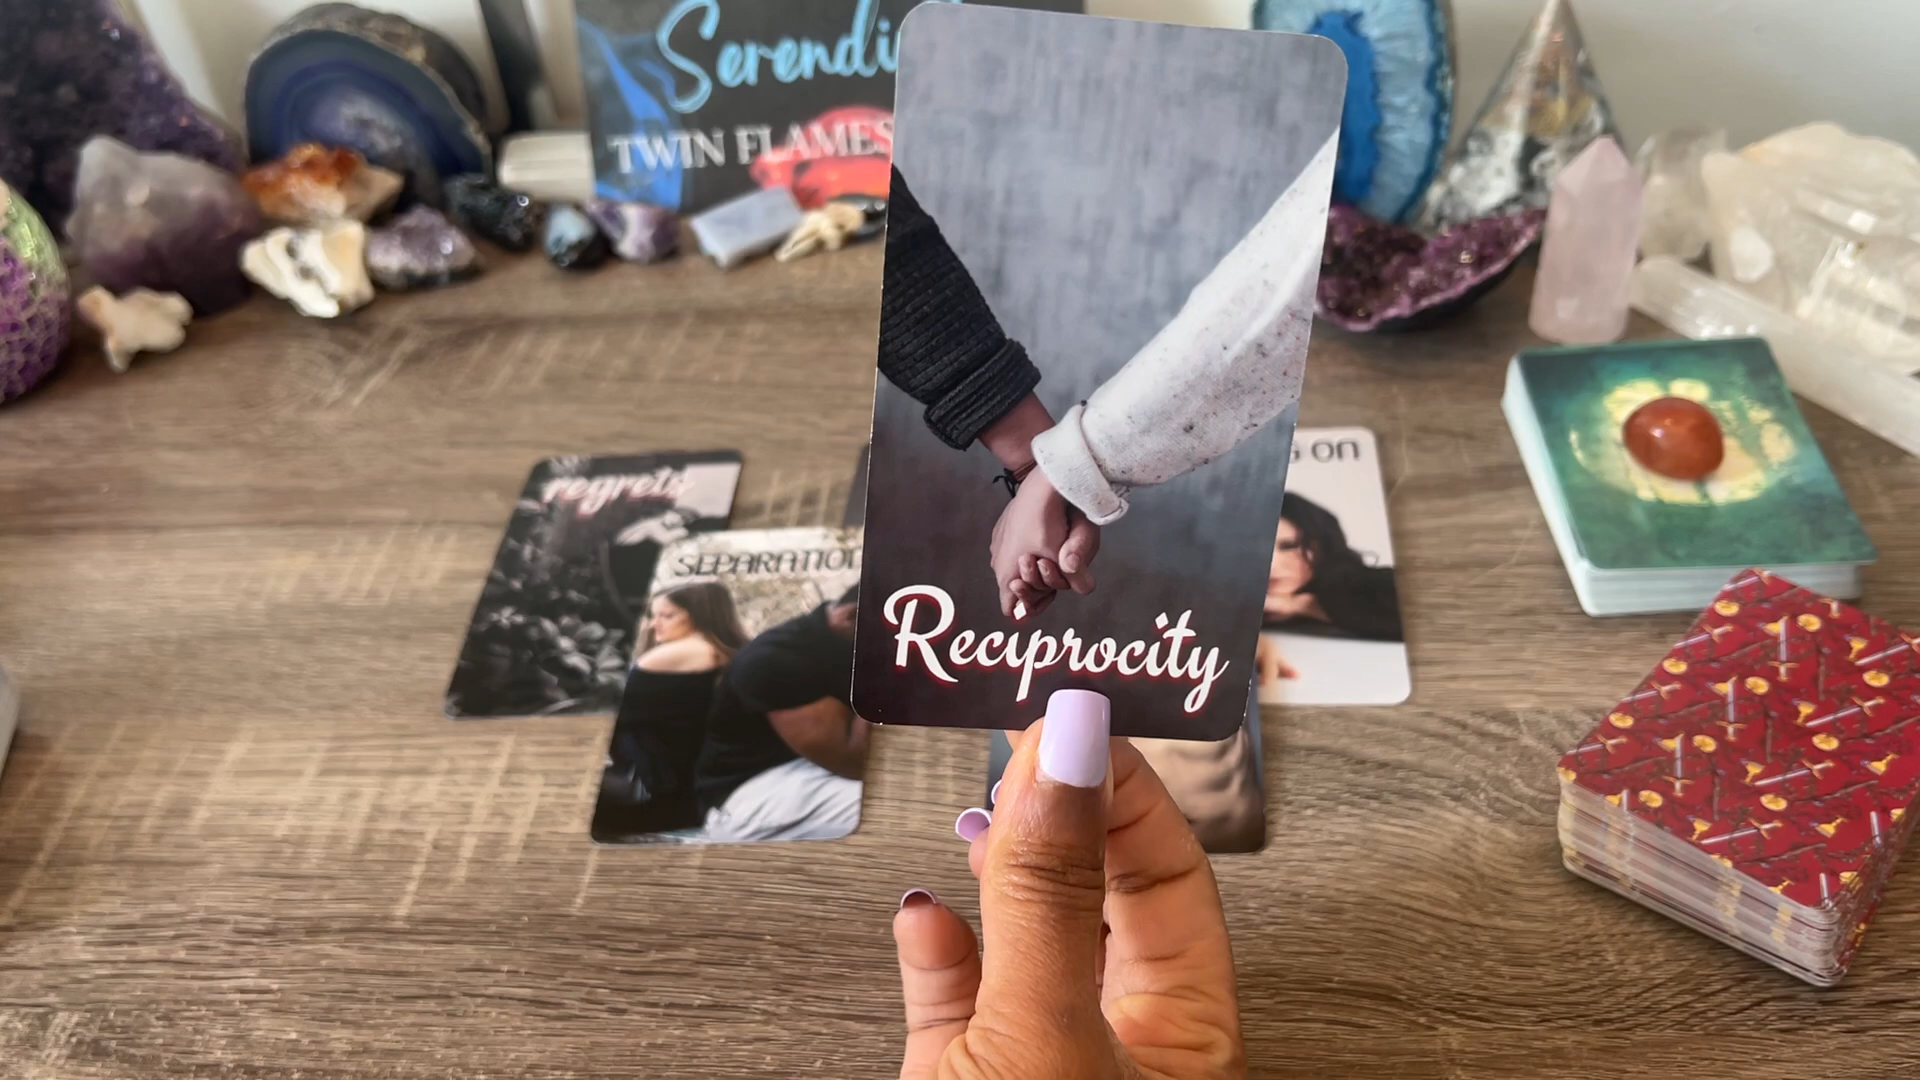 Serendi
TWIN FLAMES
regrets
SEPARATION
G ON
Reciprocity